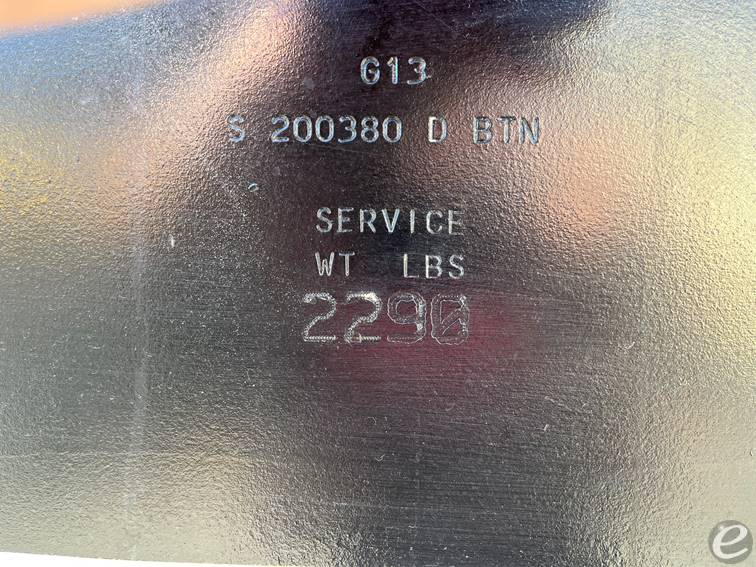 G13
S 200380 D BTN
SERVICE
WT LBS
2290
e